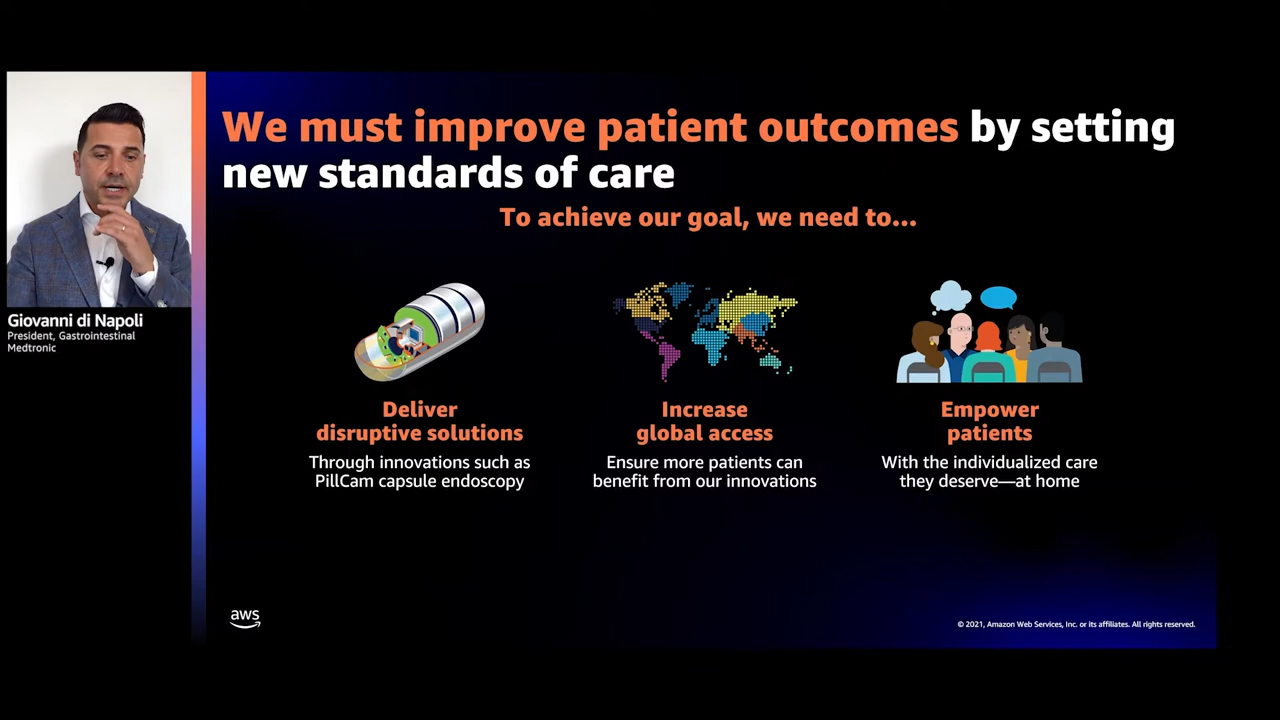 We must improve patient outcomes by setting
new standards of care
To achieve our goal, we need to...
Giovanni di Napoli
President, Gastrointestinal
Medtronic
Deliver
disruptive solutions
Through innovations such as
PillCam capsule endoscopy
Increase
global access
Ensure more patients can
benefit from our innovations
Empower
patients
With the individualized care
they deserve—at home
aws
© 2021, Amazon Web Services, Inc. or its affiliates. All rights reserved.